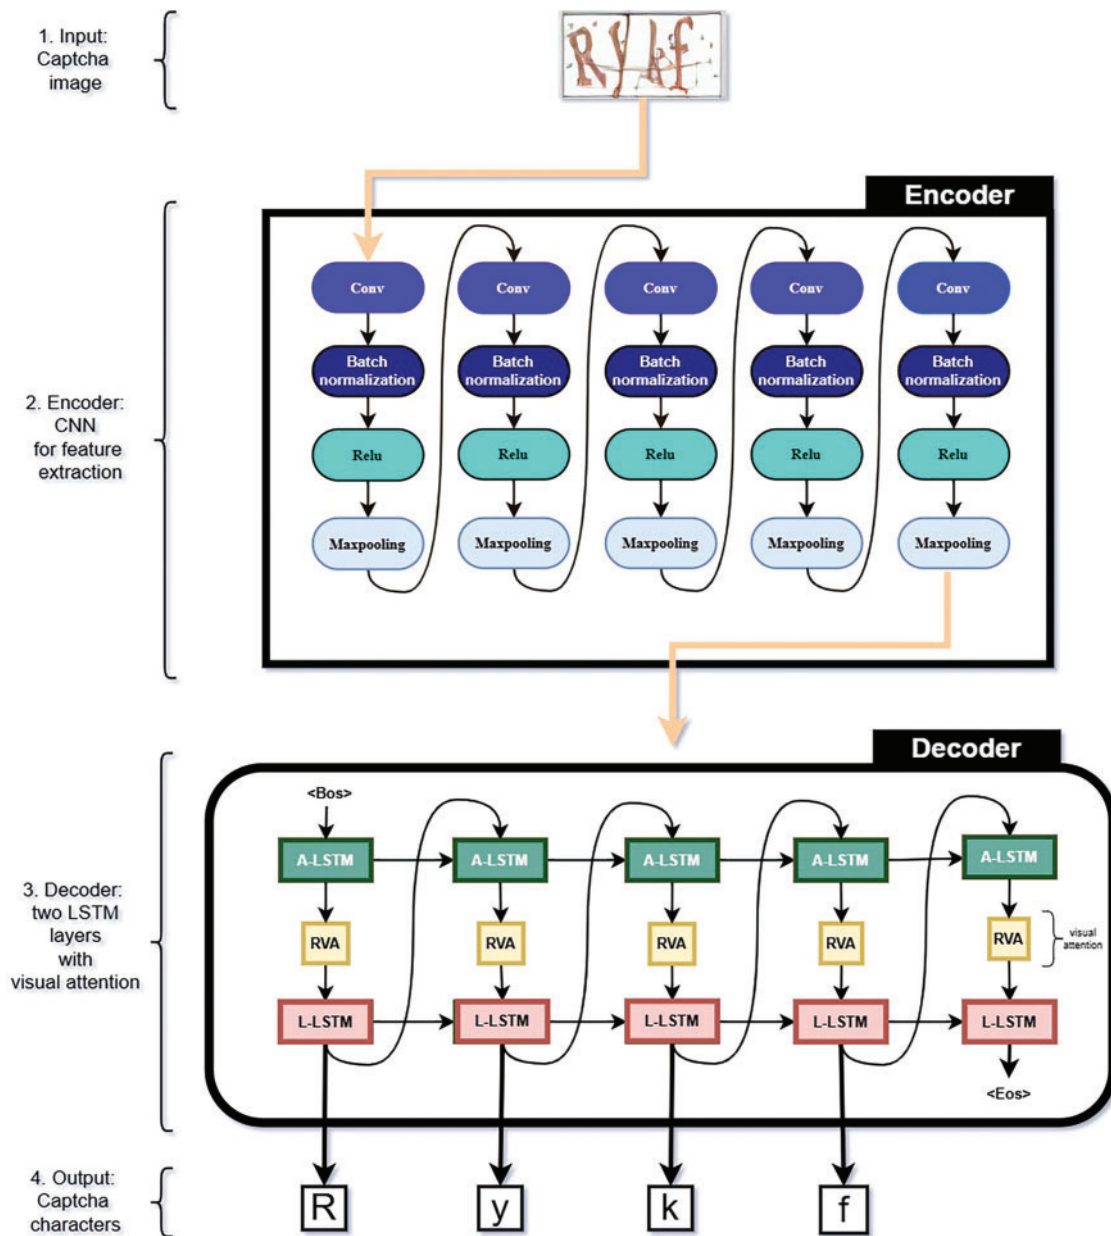 1. Input:
Captcha
image
Rykf
Encoder
Conv Conv Conv Conv Conv
Batch normalization Batch normalization Batch normalization Batch normalization Batch normalization
Relu Relu Relu Relu Relu
Maxpooling Maxpooling Maxpooling Maxpooling Maxpooling
2. Encoder:
CNN
for feature
extraction
Decoder
<Bos>
A-LSTM A-LSTM A-LSTM A-LSTM A-LSTM
RVA RVA RVA RVA RVA
visual
attention
L-LSTM L-LSTM L-LSTM L-LSTM L-LSTM
<Eos>
3. Decoder:
two LSTM
layers
with
visual attention
4. Output:
Captcha
characters
R y k f